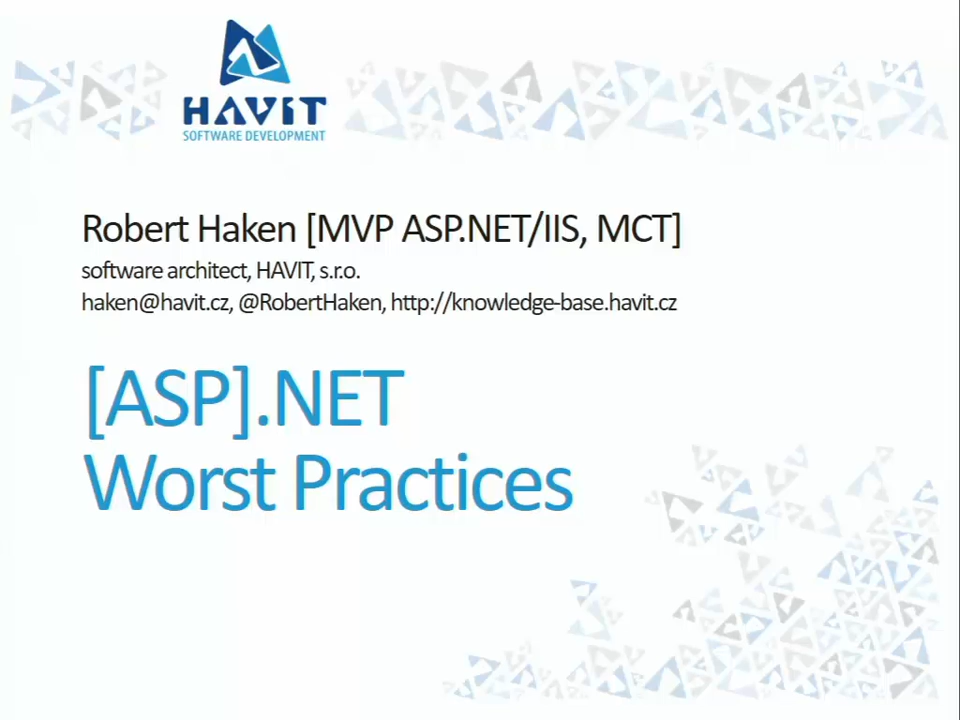 HAVIT
SOFTWARE DEVELOPMENT
Robert Haken [MVP ASP.NET/IIS, MCT]
software architect, HAVIT, s.r.o.
haken@havit.cz, @RobertHaken, http://knowledge-base.havit.cz
[ASP].NET
Worst Practices